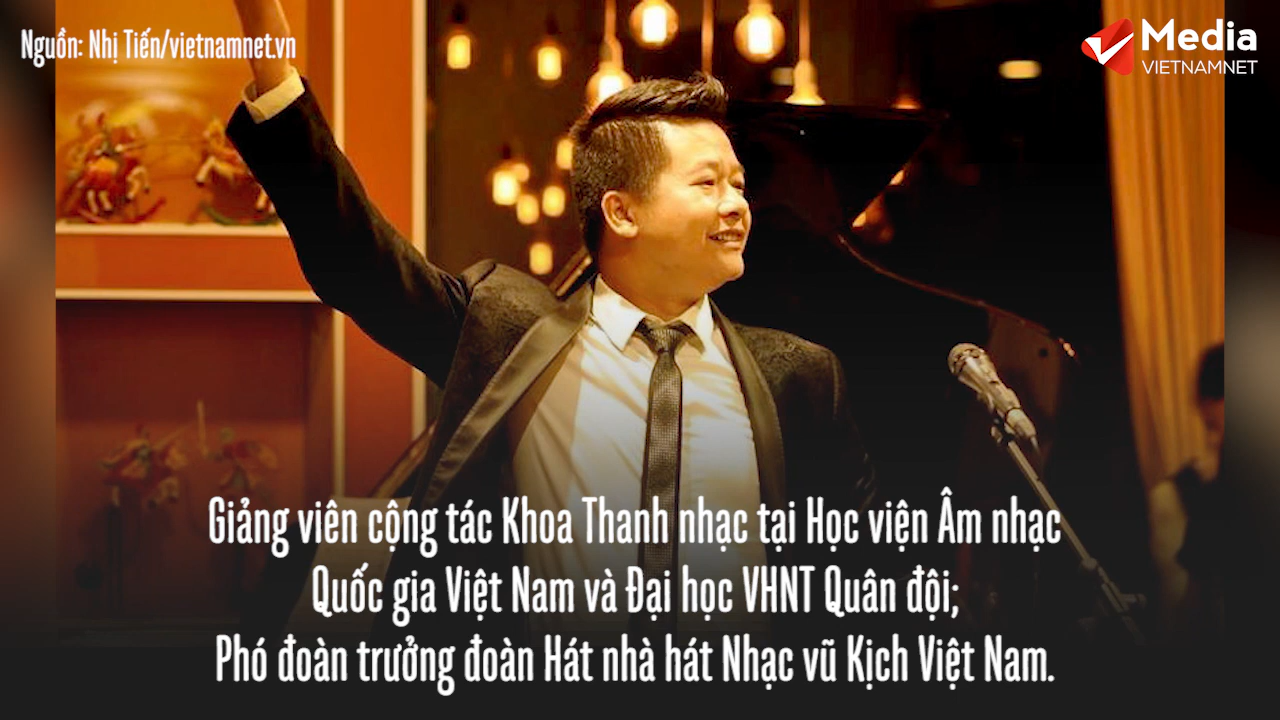 Nguồn: Nhị Tiến/vietnamnet.vn
Media
VIETNAMNET
Giảng viên cộng tác Khoa Thanh nhạc tại Học viện Âm nhạc
Quốc gia Việt Nam và Đại học VHNT Quân đội;
Phó đoàn trưởng đoàn Hát nhà hát Nhạc vũ Kịch Việt Nam.